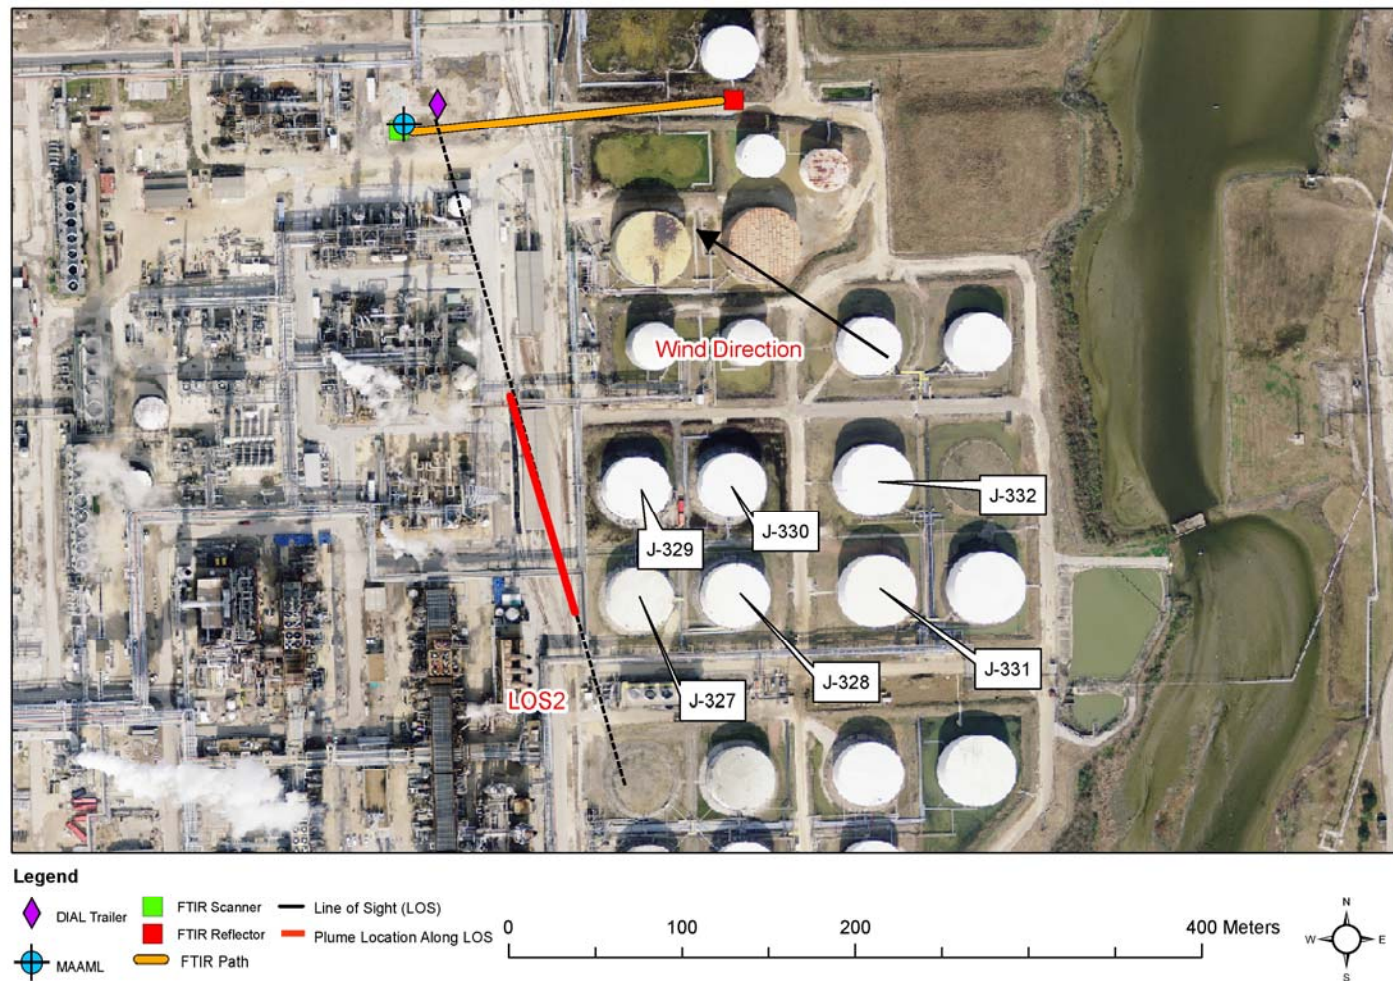 Wind Direction
J-332
J-330
J-329
J-331
J-328
J-327
LOS2
Legend
DIAL Trailer
MAAML
FTIR Scanner
FTIR Reflector
FTIR Path
Line of Sight (LOS)
Plume Location Along LOS
0 100 200 400 Meters
N
W E
S